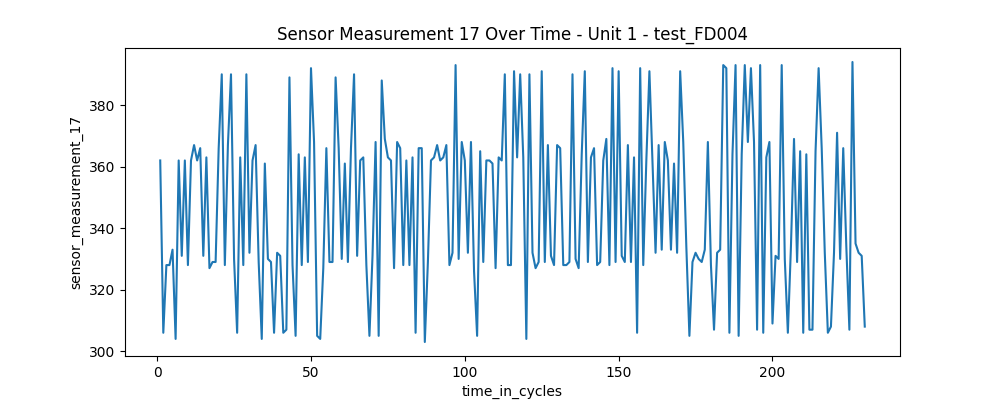 Sensor Measurement 17 Over Time - Unit 1 - test_FD004
sensor_measurement_17
380
360
340
320
300
0 50 100 150 200
time_in_cycles